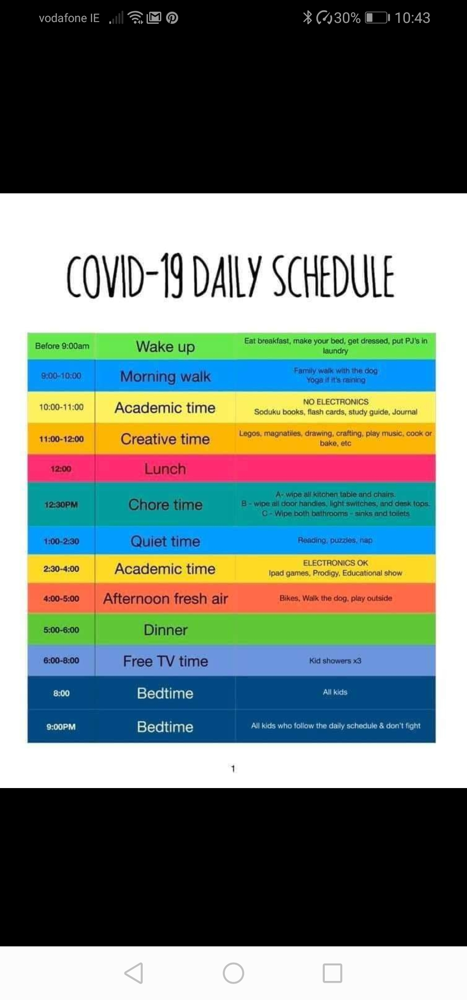 vodafone IE 30% 10:43
COVID-19 DAILY SCHEDULE
Before 9:00am Wake up Eat breakfast, make your bed, get dressed, put PJ's in
laundry
9:00-10:00 Morning walk Family walk with the dog
Yoga if it's raining
10:00-11:00 Academic time NO ELECTRONICS
Soduku books, flash cards, study guide, Journal
11:00-12:00 Creative time Legos, magnatiles, drawing, crafting, play music, cook or
bake, etc
12:00 Lunch
12:30PM Chore time A- wipe all kitchen table and chairs.
B - wipe all door handles, light switches, and desk tops.
C - Wipe both bathrooms - sinks and toilets
1:00-2:30 Quiet time Reading, puzzles, nap
2:30-4:00 Academic time ELECTRONICS OK
Ipad games, Prodigy, Educational show
4:00-5:00 Afternoon fresh air Bikes, Walk the dog, play outside
5:00-6:00 Dinner
6:00-8:00 Free TV time Kid showers x3
8:00 Bedtime All kids
9:00PM Bedtime All kids who follow the daily schedule & don't fight
1